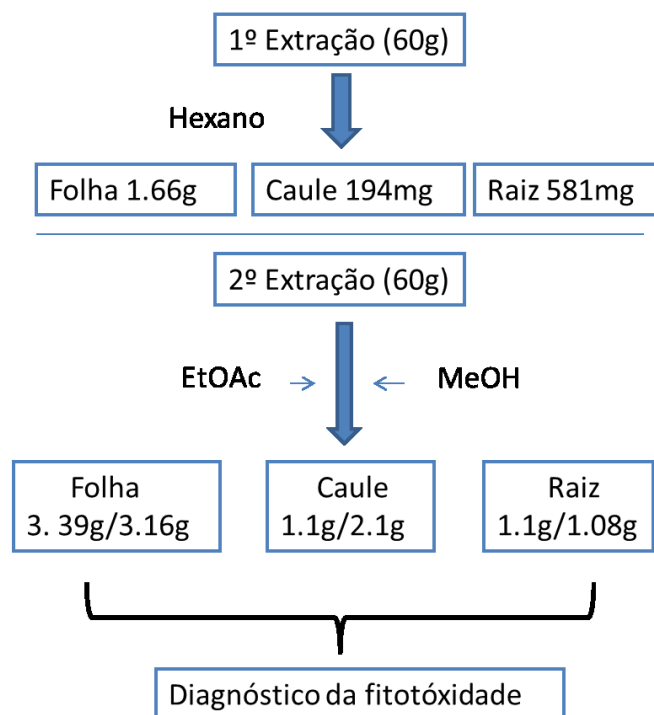 1º Extração (60g)
Hexano
Folha 1.66g
Caule 194mg
Raiz 581mg
2º Extração (60g)
EtOAc
MeOH
Folha
3. 39g/3.16g
Caule
1.1g/2.1g
Raiz
1.1g/1.08g
Diagnóstico da fitotóxidade